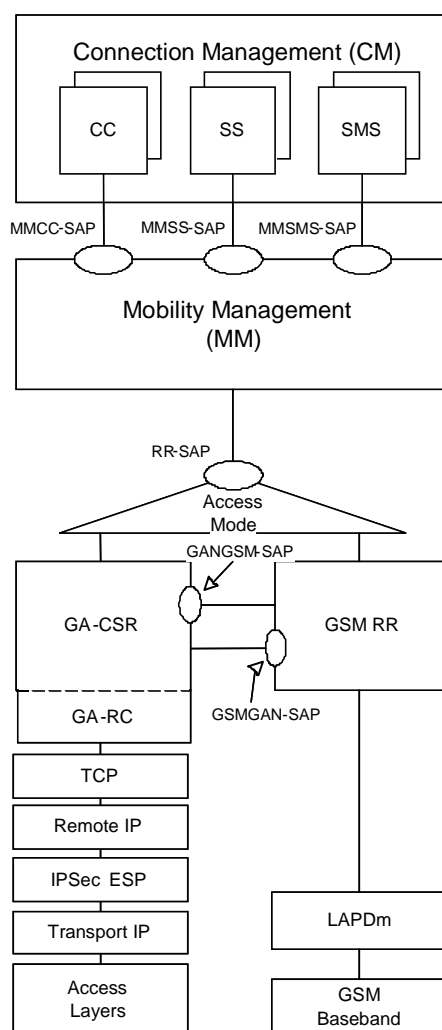 Connection Management (CM)
CC
SS
SMS
MMCC-SAP
MMSS-SAP
MMSMS-SAP
Mobility Management
(MM)
RR-SAP
Access
Mode
GANGSM-SAP
GA-CSR
GSM RR
GA-RC
GSMGAN-SAP
TCP
Remote IP
IPSec ESP
Transport IP
LAPDm
Access
Layers
GSM
Baseband